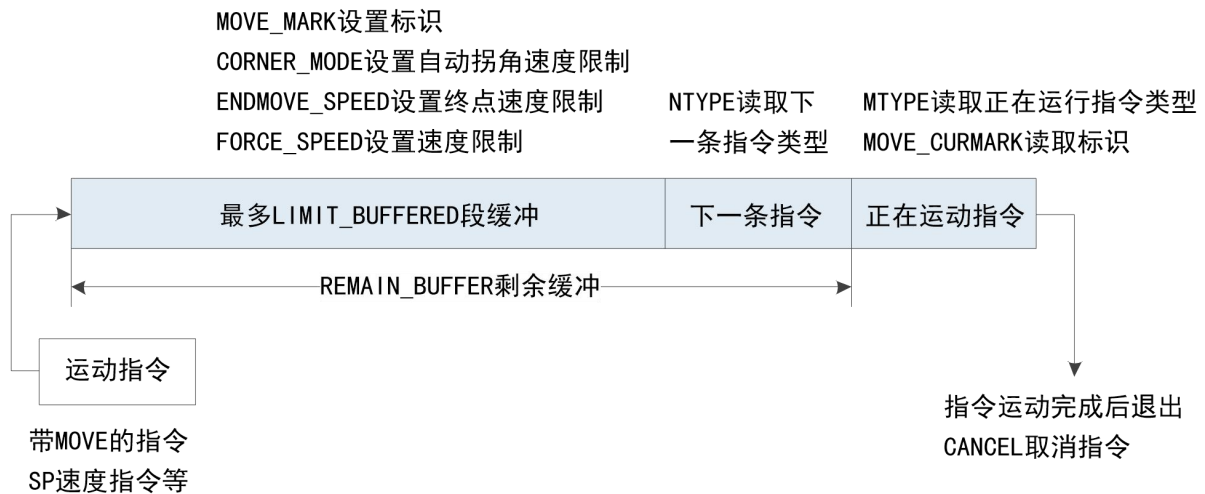 MOVE_MARK设置标识
CORNER_MODE设置自动拐角速度限制
ENDMOVE_SPEED设置终点速度限制
FORCE_SPEED设置速度限制
NTYPE读取下
一条指令类型
MTYPE读取正在运行指令类型
MOVE_CURMARK读取标识
最多LIMIT_BUFFERED段缓冲
下一条指令
正在运动指令
REMAIN_BUFFER剩余缓冲
运动指令
带MOVE的指令
SP速度指令等
指令运动完成后退出
CANCEL取消指令